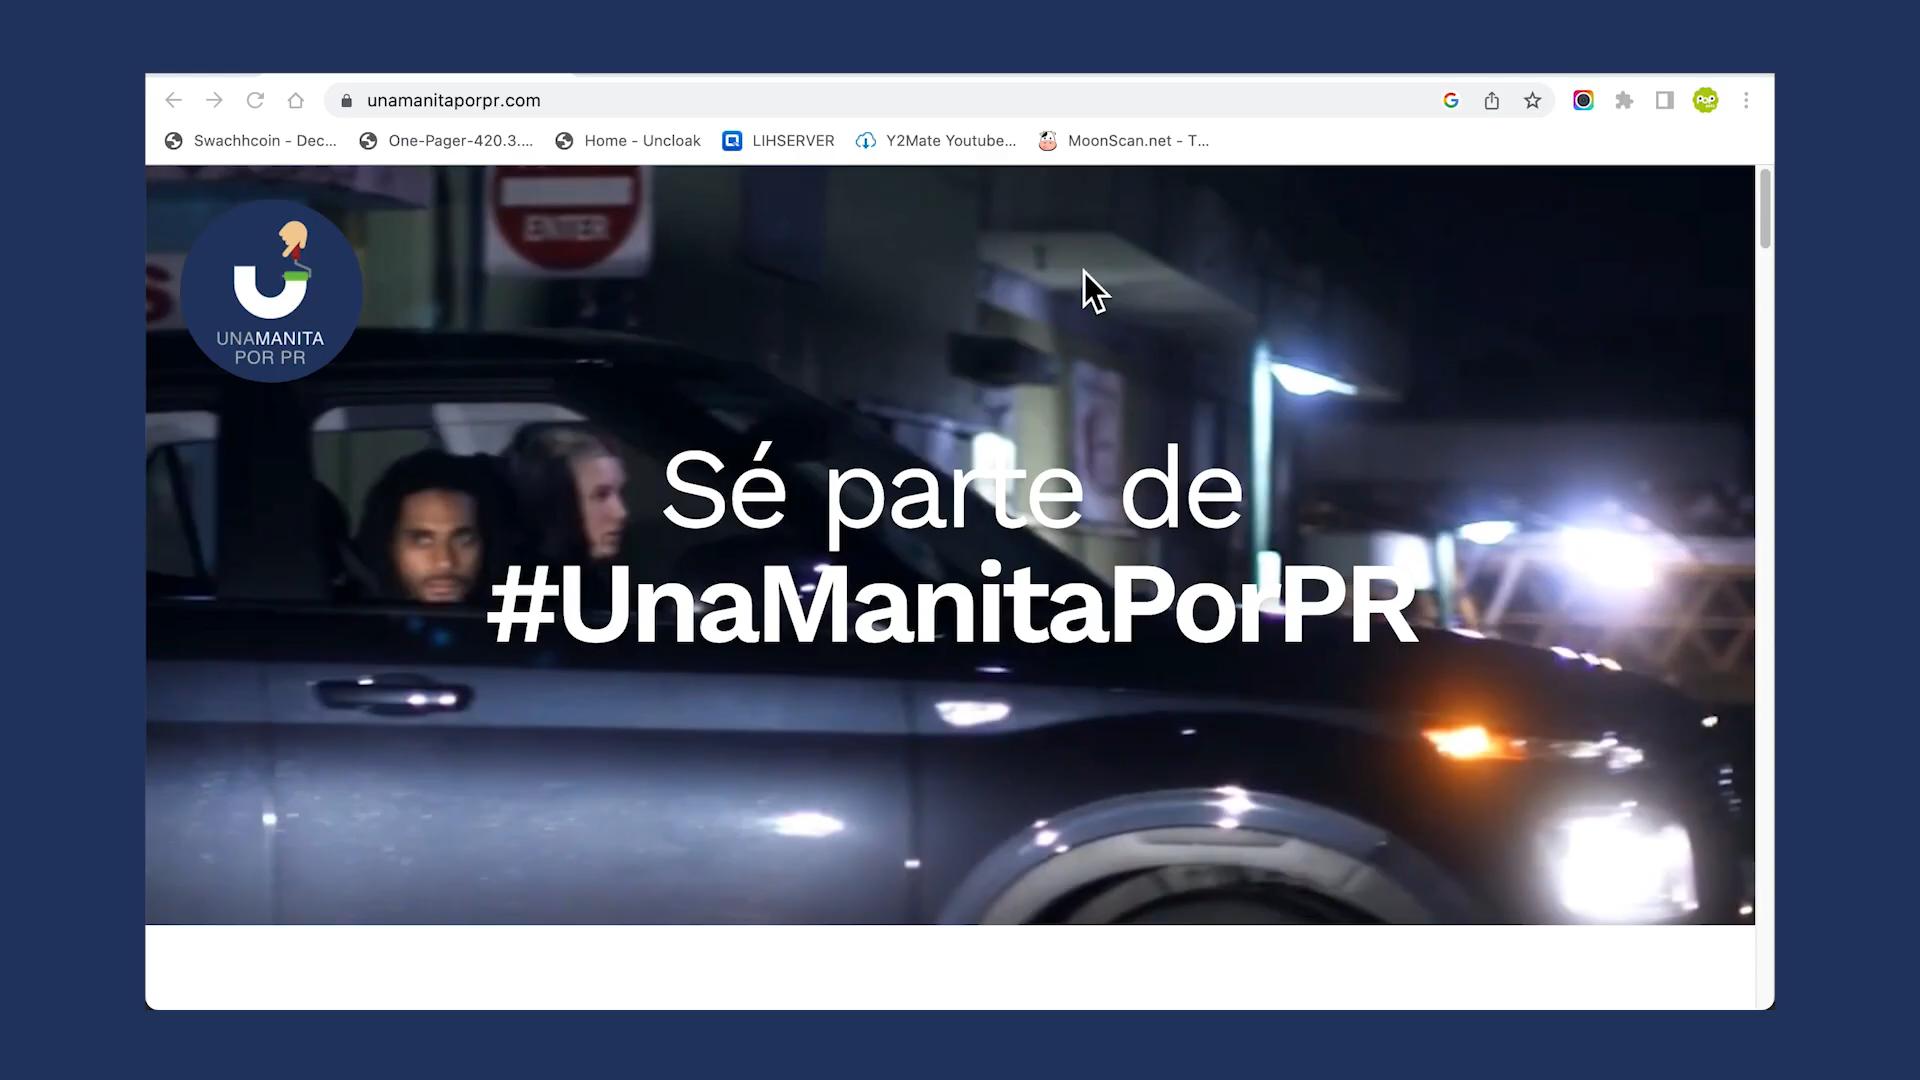 unamanitaporpr.com
Swachhcoin - Dec...
One-Pager-420.3....
Home - Uncloak
LIHSERVER
Y2Mate Youtube...
MoonScan.net - T...
ENTER
UNAMANITA
POR PR
Sé parte de
#UnaManitaPorPR